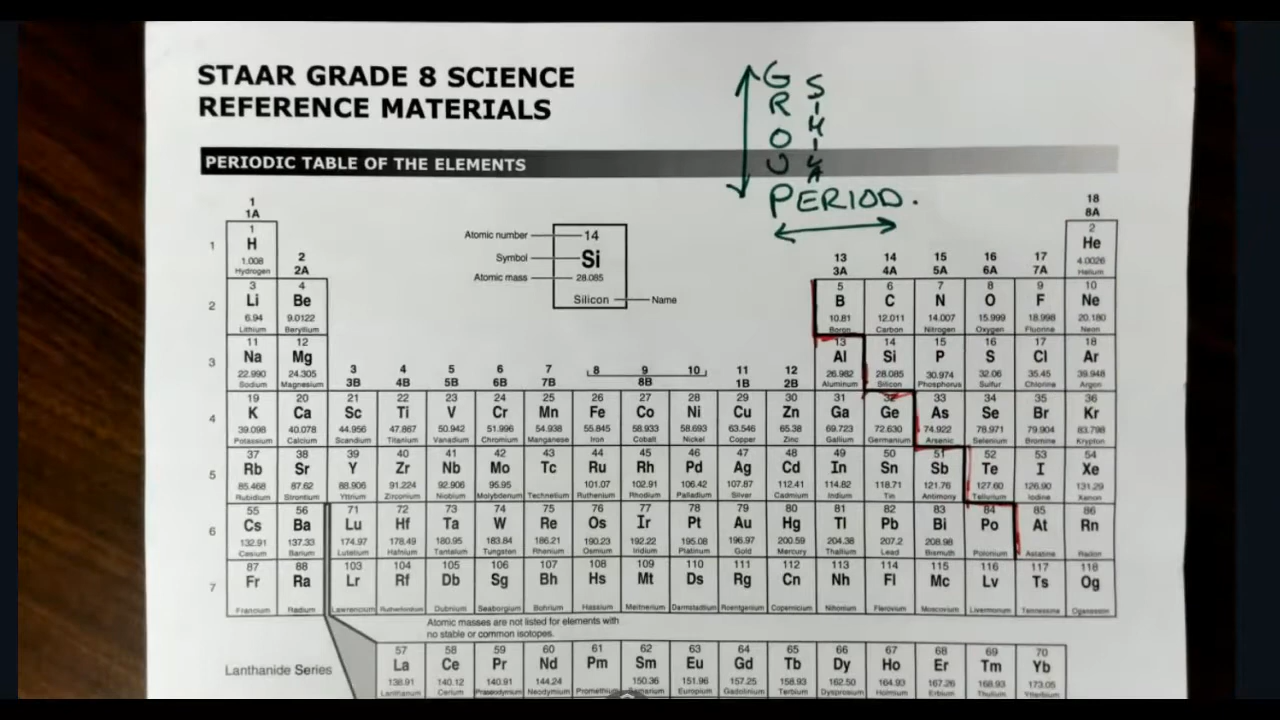 STAAR GRADE 8 SCIENCE
REFERENCE MATERIALS
GROU
SIMILA
PERIOD.
PERIODIC TABLE OF THE ELEMENTS
1 18
1A 8A
1 2
1 H He
1.008 4.0026
Hydrogen Helium
2 13 14 15 16 17
2A 3A 4A 5A 6A 7A
Atomic number 14
Symbol Si
Atomic mass 28.085
Silicon Name
3 4 5 6 7 8 9 10
2 Li Be B C N O F Ne
6.94 9.0122 10.81 12.011 14.007 15.999 18.998 20.180
Lithium Beryllium Boron Carbon Nitrogen Oxygen Fluorine Neon
11 12 13 14 15 16 17 18
3 Na Mg Al Si P S Cl Ar
22.990 24.305 26.982 28.085 30.974 32.06 35.45 39.948
Sodium Magnesium Aluminum Silicon Phosphorus Sulfur Chlorine Argon
3 4 5 6 7 8 9 10 11 12
3B 4B 5B 6B 7B 8B 1B 2B
19 20 21 22 23 24 25 26 27 28 29 30 31 32 33 34 35 36
4 K Ca Sc Ti V Cr Mn Fe Co Ni Cu Zn Ga Ge As Se Br Kr
39.098 40.078 44.956 47.867 50.942 51.996 54.938 55.845 58.933 58.693 63.546 65.38 69.723 72.630 74.922 78.971 79.904 83.798
Potassium Calcium Scandium Titanium Vanadium Chromium Manganese Iron Cobalt Nickel Copper Zinc Gallium Germanium Arsenic Selenium Bromine Krypton
37 38 39 40 41 42 43 44 45 46 47 48 49 50 51 52 53 54
5 Rb Sr Y Zr Nb Mo Tc Ru Rh Pd Ag Cd In Sn Sb Te I Xe
85.468 87.62 88.906 91.224 92.906 95.95 101.07 102.91 106.42 107.87 112.41 114.82 118.71 121.76 127.60 126.90 131.29
Rubidium Strontium Yttrium Zirconium Niobium Molybdenum Technetium Ruthenium Rhodium Palladium Silver Cadmium Indium Tin Antimony Tellurium Iodine Xenon
55 56 71 72 73 74 75 76 77 78 79 80 81 82 83 84 85 86
6 Cs Ba Lu Hf Ta W Re Os Ir Pt Au Hg Tl Pb Bi Po At Rn
132.91 137.33 174.97 178.49 180.95 183.84 186.21 190.23 192.22 195.08 196.97 200.59 204.38 207.2 208.98
Cesium Barium Lutetium Hafnium Tantalum Tungsten Rhenium Osmium Iridium Platinum Gold Mercury Thallium Lead Bismuth Polonium Astatine Radon
87 88 103 104 105 106 107 108 109 110 111 112 113 114 115 116 117 118
7 Fr Ra Lr Rf Db Sg Bh Hs Mt Ds Rg Cn Nh Fl Mc Lv Ts Og
Francium Radium Lawrencium Rutherfordium Dubnium Seaborgium Bohrium Hassium Meitnerium Darmstadtium Roentgenium Copernicium Nihonium Flerovium Moscovium Livermorium Tennessine Oganesson
Atomic masses are not listed for elements with
no stable or common isotopes.
57 58 59 60 61 62 63 64 65 66 67 68 69 70
Lanthanide Series La Ce Pr Nd Pm Sm Eu Gd Tb Dy Ho Er Tm Yb
138.91 140.12 140.91 144.24 150.36 151.96 157.25 158.93 162.50 164.93 167.26 168.93 173.05
Lanthanum Cerium Praseodymium Neodymium Promethium Samarium Europium Gadolinium Terbium Dysprosium Holmium Erbium Thulium Ytterbium